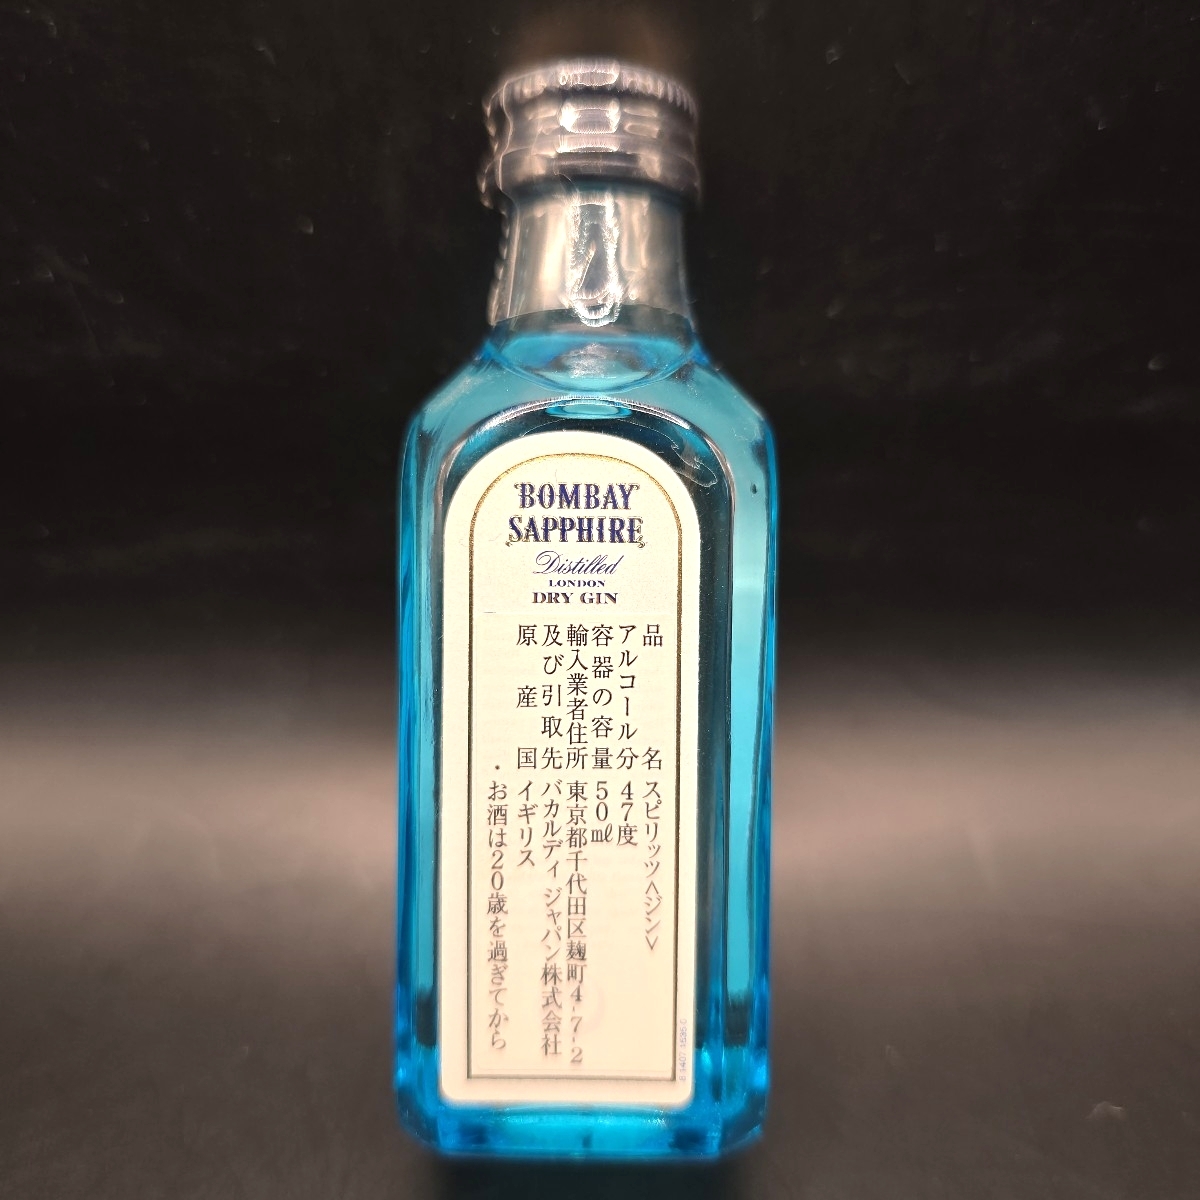 BOMBAY
SAPPHIRE
Distilled
LONDON
DRY GIN
品名 スピリッツ<ジン>
アルコール分 47度
容器の容量 50ml
輸入業者住所 東京都千代田区麹町4-7-2
及び引取先 バカルディ ジャパン株式会社
原産国 イギリス
・お酒は20歳を過ぎてから